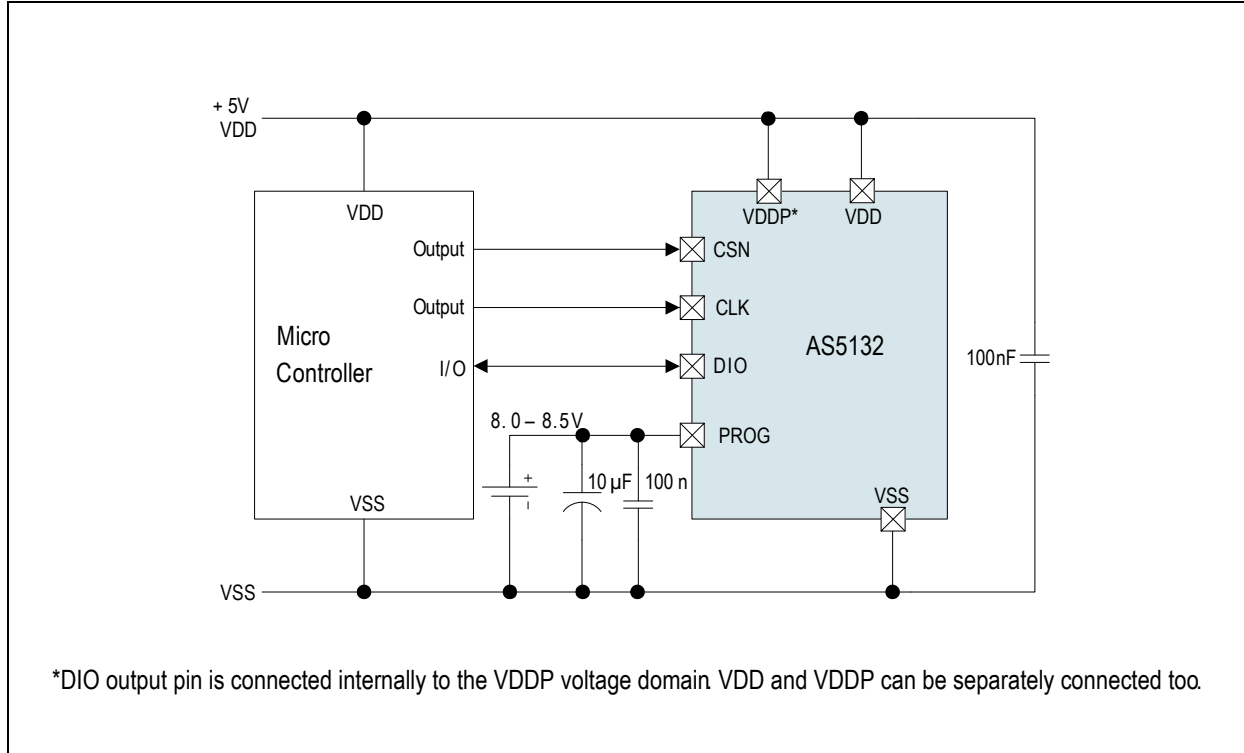 + 5V
VDD
VDD
VDDP*
VDD
Output
CSN
Output
CLK
Micro
Controller
AS5132
100nF
I/O
DIO
8.0 – 8.5V
PROG
+
10 µF
100 n
–
VSS
VSS
VSS
*DIO output pin is connected internally to the VDDP voltage domain. VDD and VDDP can be separately connected too.